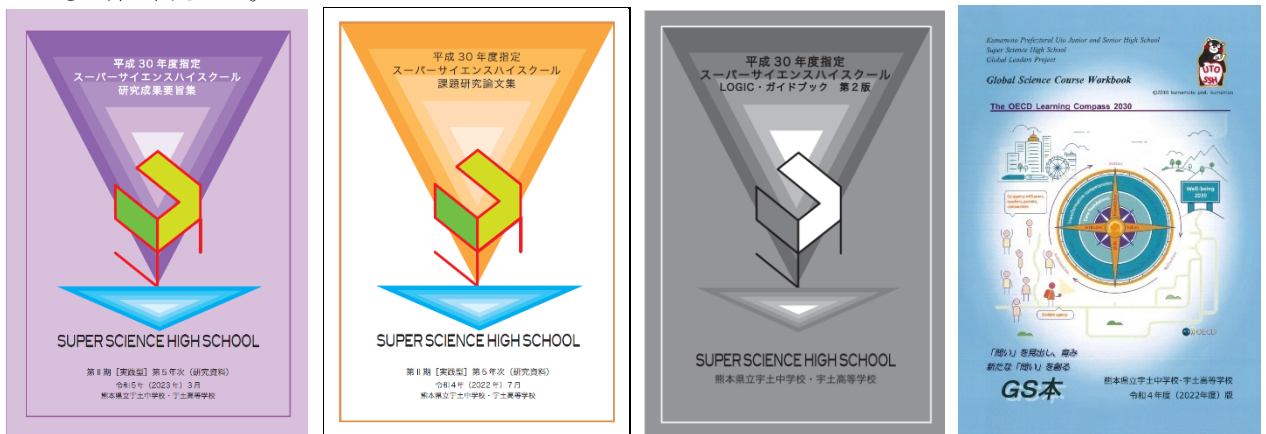 平成 30 年度指定
スーパーサイエンスハイスクール
研究成果要旨集
SUPER SCIENCE HIGH SCHOOL
第Ⅱ期［実践型］第5年次（研究資料）
令和5年（2023年）3月
熊本県立宇土中学校・宇土高等学校
平成 30 年度指定
スーパーサイエンスハイスクール
課題研究論文集
SUPER SCIENCE HIGH SCHOOL
第Ⅱ期［実践型］第5年次（研究資料）
令和4年（2022年）7月
熊本県立宇土中学校・宇土高等学校
平成 30 年度指定
スーパーサイエンスハイスクール
LOGIC・ガイドブック 第2版
SUPER SCIENCE HIGH SCHOOL
熊本県立宇土中学校・宇土高等学校
Kumamoto Prefectural Uto Junior and Senior High School
Super Science High School
Global Leaders Project
Global Science Course Workbook
UTO
SSH
The OECD Learning Compass 2030
Well-being
2030
Student agency
OECD
「問い」を見出し、育み
新たな「問い」を創る
GS本
熊本県立宇土中学校・宇土高等学校
令和４年度（2022年度）版